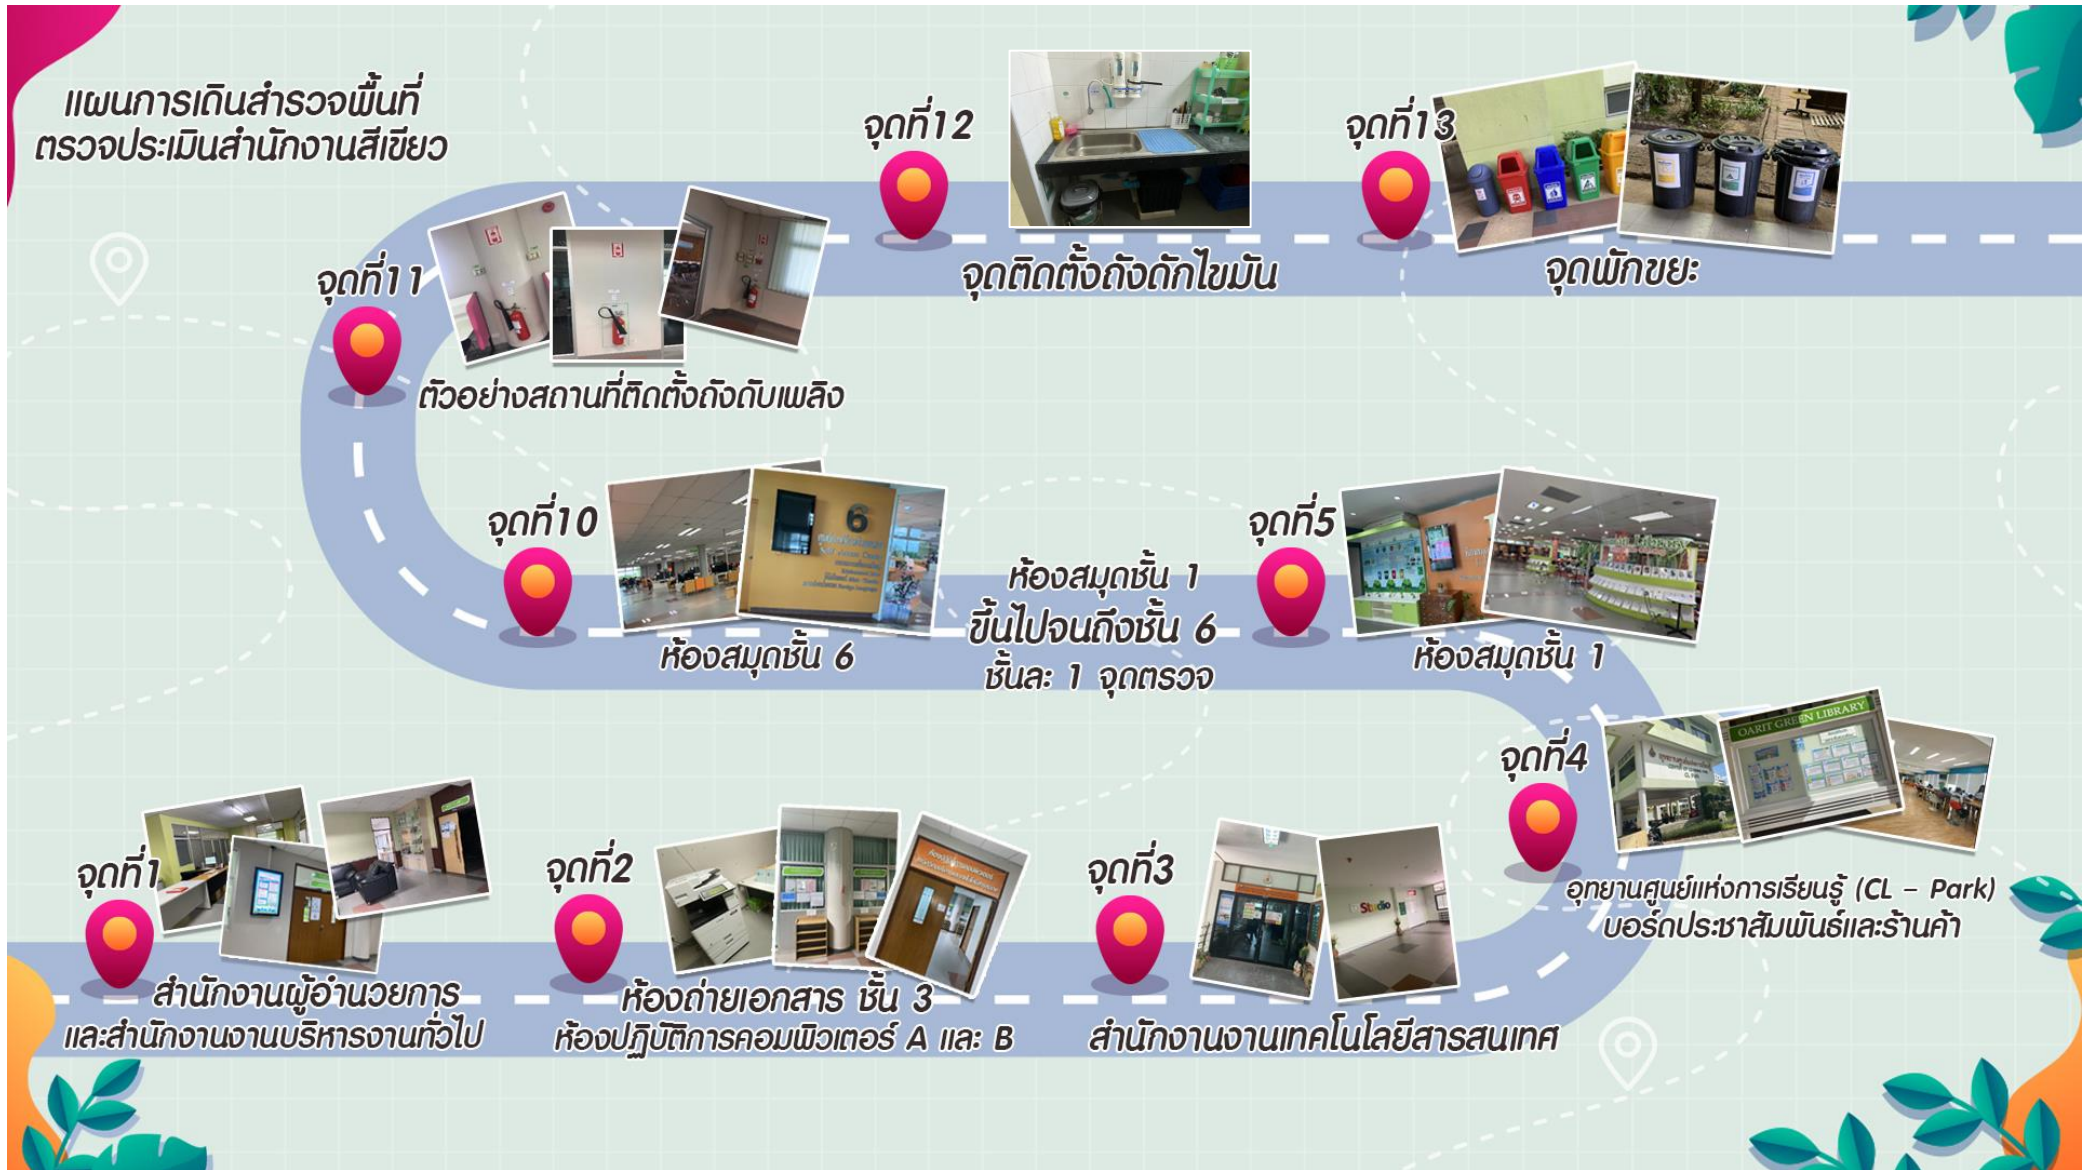 แผนการเดินสำรวจพื้นที่
ตรวจประเมินสำนักงานสีเขียว
จุดที่12
จุดที่13
จุดติดตั้งถังดักไขมัน
จุดพักขยะ
จุดที่11
ตัวอย่างสถานที่ติดตั้งถังดับเพลิง
จุดที่10
6
ห้องสมุดชั้น 6
ห้องสมุดชั้น 1
ขึ้นไปจนถึงชั้น 6
ชั้นละ 1 จุดตรวจ
จุดที่5
ห้องสมุดชั้น 1
จุดที่4
OARIT GREEN LIBRARY
อุทยานศูนย์แห่งการเรียนรู้ (CL – Park)
บอร์ดประชาสัมพันธ์และร้านค้า
จุดที่1
สำนักงานผู้อำนวยการ
และสำนักงานงานบริหารงานทั่วไป
จุดที่2
ห้องถ่ายเอกสาร ชั้น 3
ห้องปฏิบัติการคอมพิวเตอร์ A และ B
จุดที่3
Studio
สำนักงานงานเทคโนโลยีสารสนเทศ